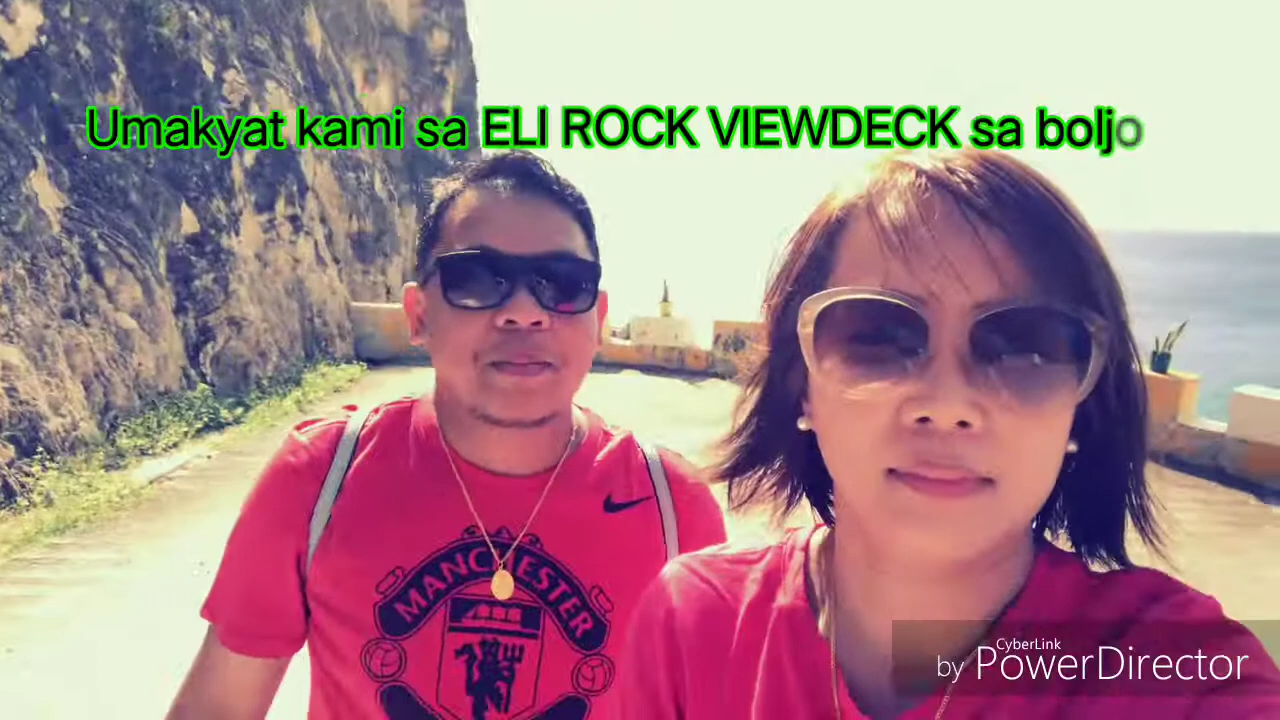 Umakyat kami sa ELI ROCK VIEWDECK sa boljo
MANCHESTER
CyberLink
by PowerDirector